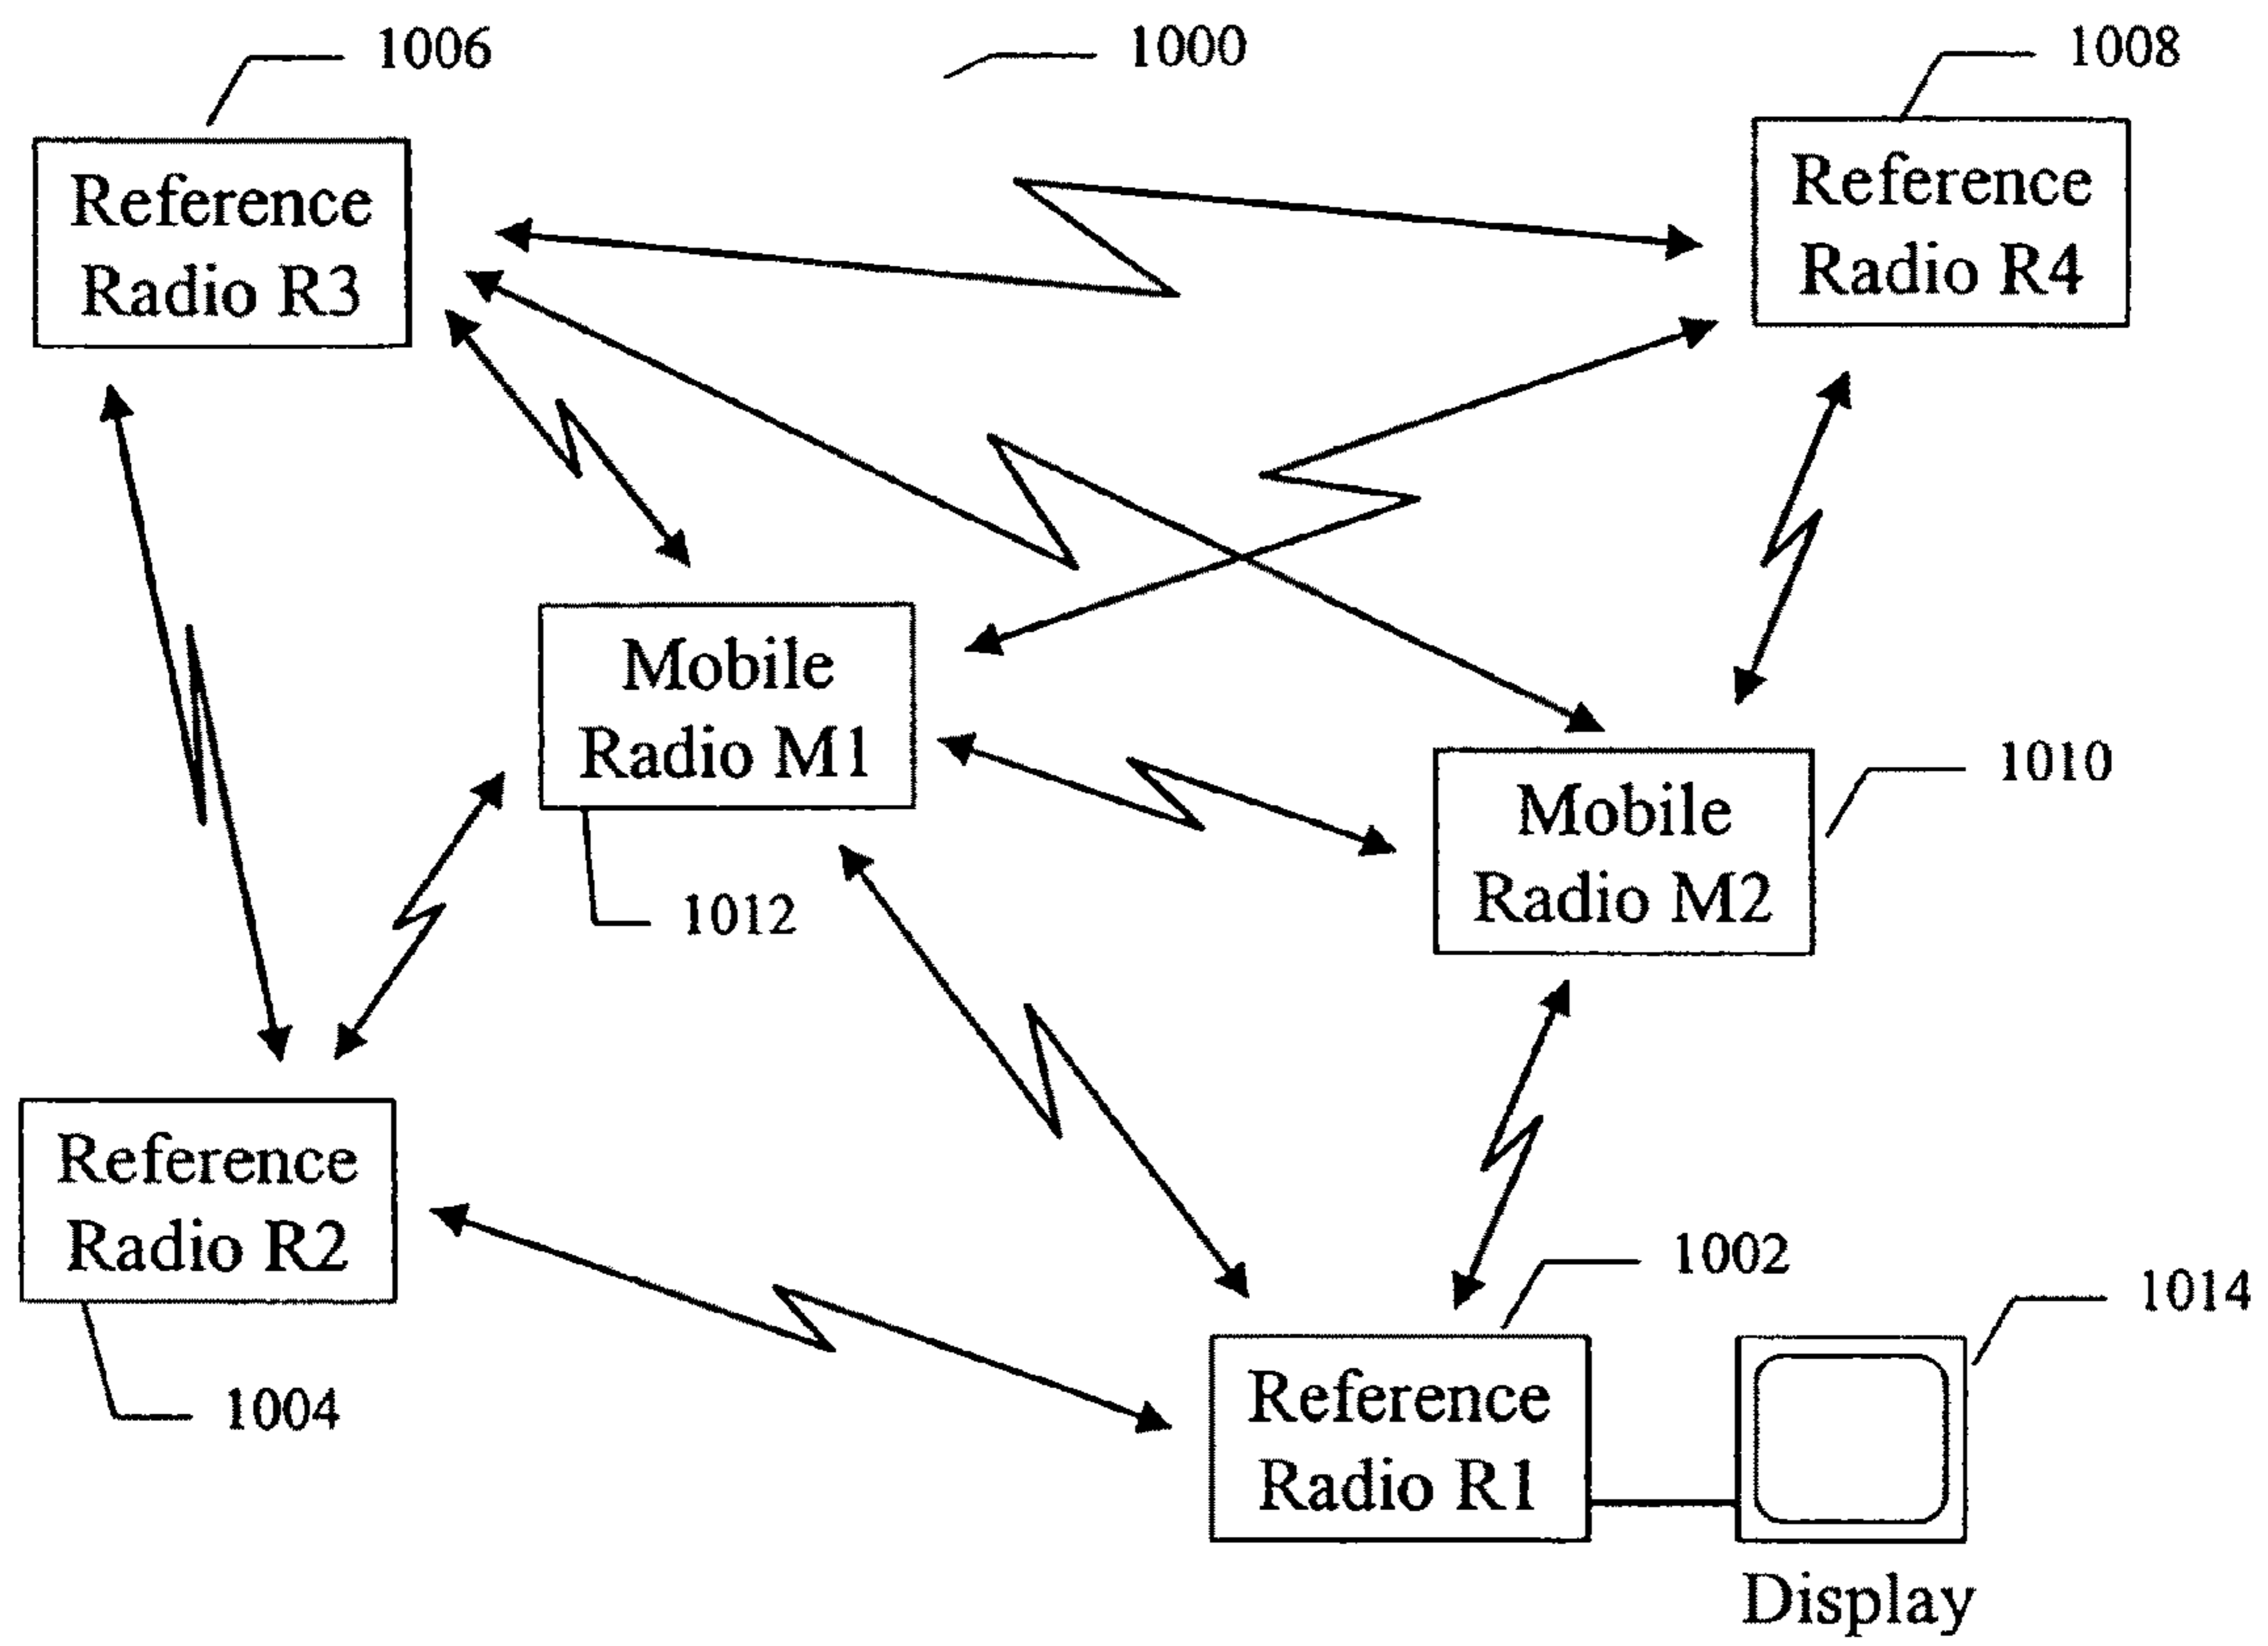 1006
1000
1008
Reference
Radio R3
Reference
Radio R4
Mobile
Radio M1
1012
Mobile
Radio M2
1010
Reference
Radio R2
1004
1002
1014
Reference
Radio R1
Display